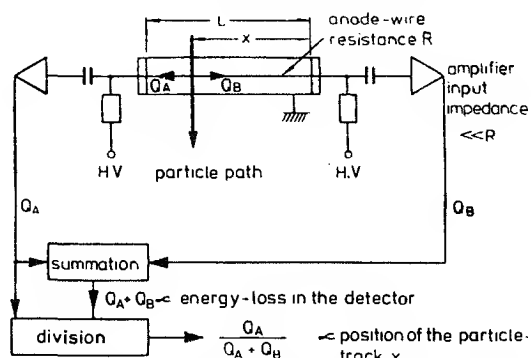 L
x
anode-wire
resistance R
Q_A
Q_B
amplifier
input
impedance
≪R
H.V
particle path
H.V
Q_A
Q_B
summation
Q_A + Q_B ∝ energy-loss in the detector
division
Q_A / Q_A + Q_B ∝ position of the particle-
track x